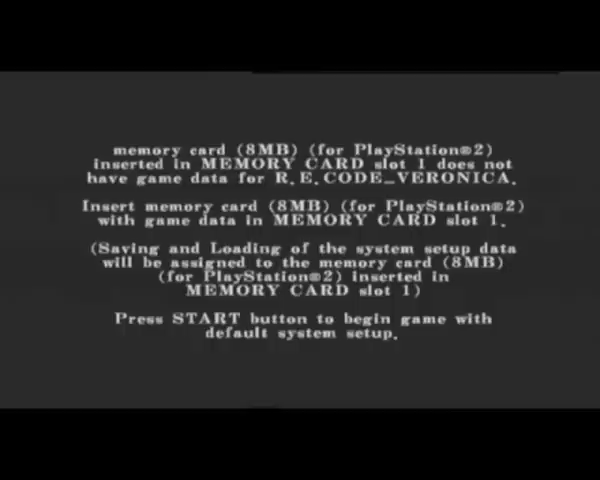 memory card (8MB) (for PlayStation®2)
inserted in MEMORY CARD slot 1 does not
have game data for R.E.CODE_VERONICA.
Insert memory card (8MB) (for PlayStation®2)
with game data in MEMORY CARD slot 1.
(Saving and Loading of the system setup data
will be assigned to the memory card (8MB)
(for PlayStation®2) inserted in
MEMORY CARD slot 1)
Press START button to begin game with
default system setup.